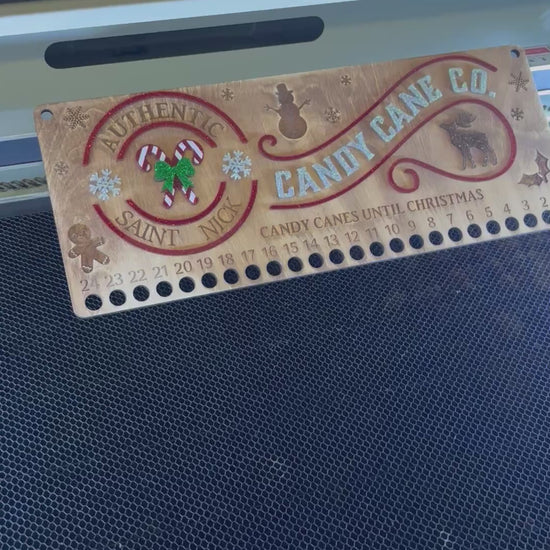 AUTHENTIC
SAINT NICK
CANDY CANE CO.
CANDY CANES UNTIL CHRISTMAS
24 23 22 21 20 19 18 17 16 15 14 13 12 11 10 9 8 7 6 5 4 3 2